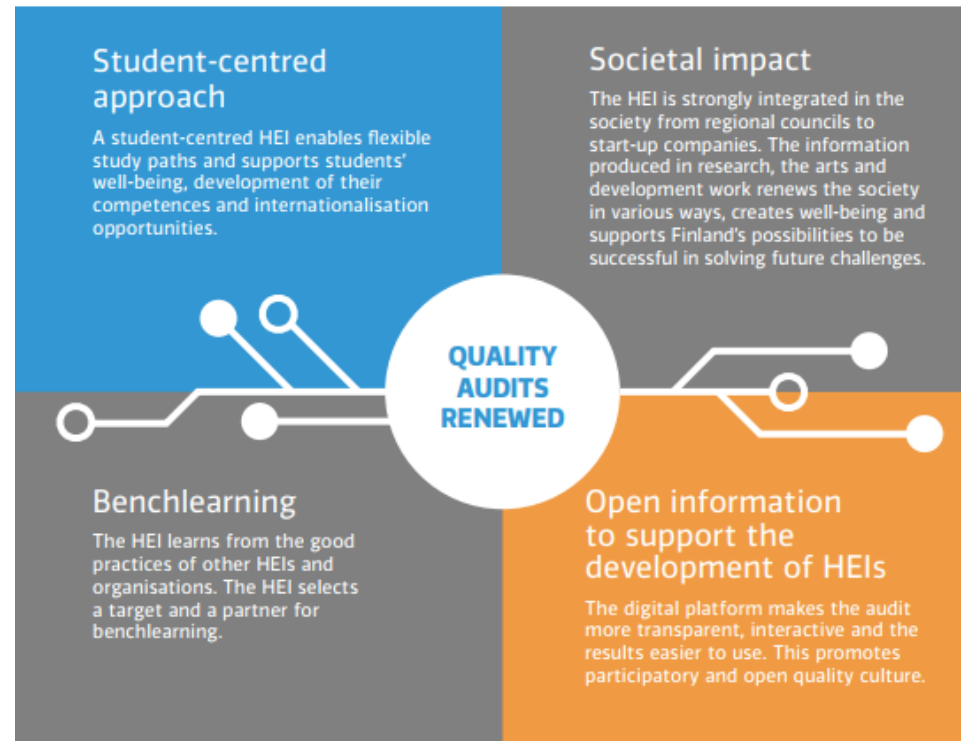 Student-centred
approach
A student-centred HEI enables flexible
study paths and supports students'
well-being, development of their
competences and internationalisation
opportunities.
Societal impact
The HEI is strongly integrated in the
society from regional councils to
start-up companies. The information
produced in research, the arts and
development work renews the society
in various ways, creates well-being and
supports Finland's possibilities to be
successful in solving future challenges.
QUALITY
AUDITS
RENEWED
Benchlearning
The HEI learns from the good
practices of other HEIs and
organisations. The HEI selects
a target and a partner for
benchlearning.
Open information
to support the
development of HEIs
The digital platform makes the audit
more transparent, interactive and the
results easier to use. This promotes
participatory and open quality culture.